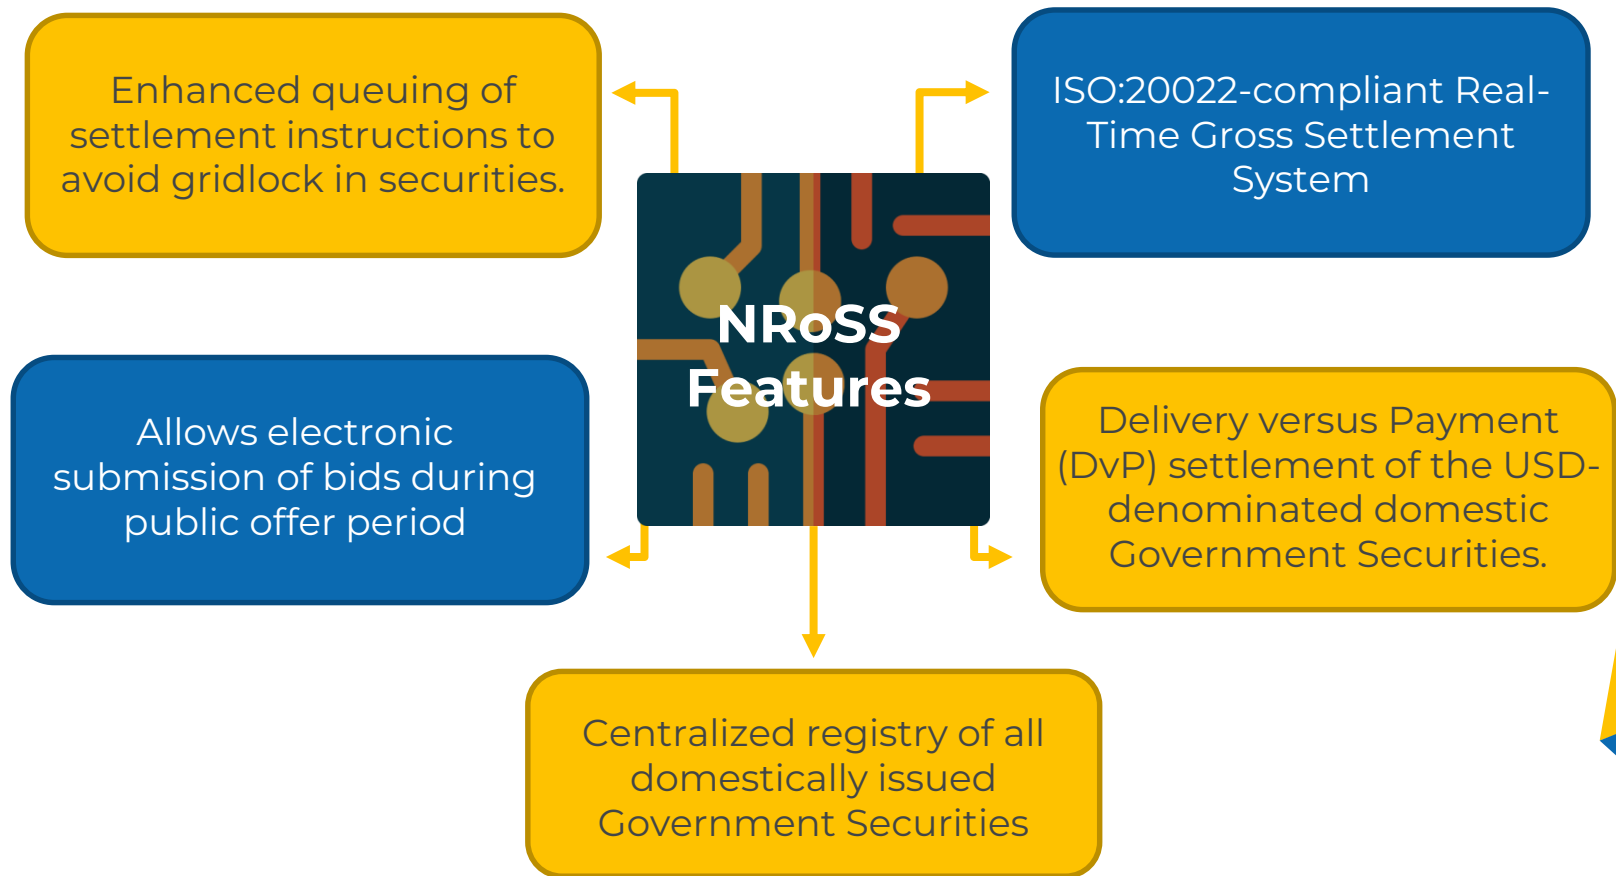 Enhanced queuing of
settlement instructions to
avoid gridlock in securities.
ISO:20022-compliant Real-
Time Gross Settlement
System
NRoSS
Features
Allows electronic
submission of bids during
public offer period
Delivery versus Payment
(DvP) settlement of the USD-
denominated domestic
Government Securities.
Centralized registry of all
domestically issued
Government Securities